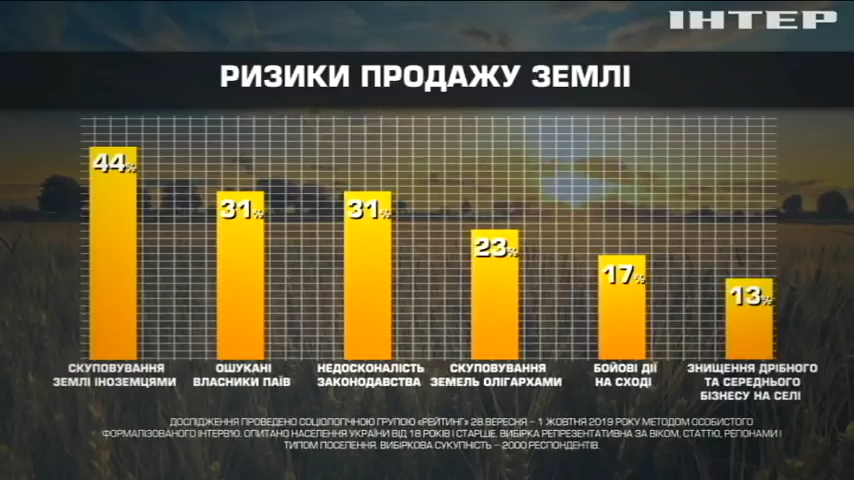 ІНТЕР
РИЗИКИ ПРОДАЖУ ЗЕМЛІ
44%
31%
31%
23%
17%
13%
СКУПОВУВАННЯ
ЗЕМЛІ ІНОЗЕМЦЯМИ
ОШУКАНІ
ВЛАСНИКИ ПАЇВ
НЕДОСКОНАЛІСТЬ
ЗАКОНОДАВСТВА
СКУПОВУВАННЯ
ЗЕМЕЛЬ ОЛІГАРХАМИ
БОЙОВІ ДІЇ
НА СХОДІ
ЗНИЩЕННЯ ДРІБНОГО
ТА СЕРЕДНЬОГО
БІЗНЕСУ НА СЕЛІ
ДОСЛІДЖЕННЯ ПРОВЕДЕНО СОЦІОЛОГІЧНОЮ ГРУПОЮ «РЕЙТИНГ» 28 ВЕРЕСНЯ – 1 ЖОВТНЯ 2019 РОКУ МЕТОДОМ ОСОБИСТОГО
ФОРМАЛІЗОВАНОГО ІНТЕРВ'Ю. ОПИТАНО НАСЕЛЕННЯ УКРАЇНИ ВІД 18 РОКІВ І СТАРШЕ. ВИБІРКА РЕПРЕЗЕНТАТИВНА ЗА ВІКОМ, СТАТТЮ, РЕГІОНАМИ І
ТИПОМ ПОСЕЛЕННЯ. ВИБІРКОВА СУКУПНІСТЬ – 2000 РЕСПОНДЕНТІВ.